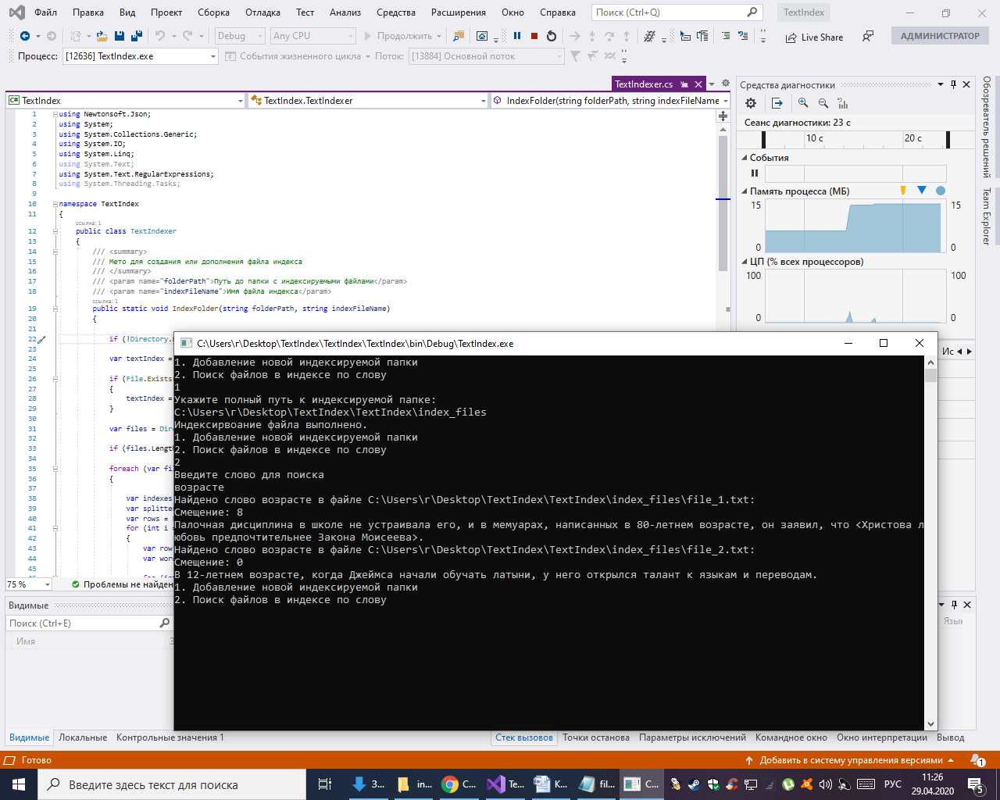 Файл Правка Вид Проект Сборка Отладка Тест Анализ Средства Расширения Окно Справка Поиск (Ctrl+Q) TextIndex
Debug Any CPU Продолжить Live Share АДМИНИСТРАТОР
Процесс: [12636] TextIndex.exe События жизненного цикла Поток: [13884] Основной поток
TextIndexer.cs
TextIndex TextIndex.TextIndexer IndexFolder(string folderPath, string indexFileName
1 using Newtonsoft.Json;
2 using System;
3 using System.Collections.Generic;
4 using System.IO;
5 using System.Linq;
6 using System.Text;
7 using System.Text.RegularExpressions;
8 using System.Threading.Tasks;
9
10 namespace TextIndex
11 {
ссылка: 1
12 public class TextIndexer
13 {
14 /// <summary>
15 /// Мето для создания или дополнения файла индекса
16 /// </summary>
17 /// <param name="folderPath">Путь до папки с индексируемыми файлами</param>
18 /// <param name="indexFileName">Имя файла индекса</param>
ссылка: 1
19 public static void IndexFolder(string folderPath, string indexFileName)
20 {
21
22 if (!Directory.
23
24 var textIndex =
25
26 if (File.Exists
27 {
28 textIndex =
29 }
30
31 var files = Dir
32
33 if (files.Lengt
34
35 foreach (var fi
36 {
37
38 var indexes
39 var splitter
40 var rows =
41 for (int i =
42 {
43 var row
44 var wor
45
75 % Проблемы не найден
Средства диагностики
Сеанс диагностики: 23 с
10 с 20 с
События
Память процесса (МБ)
15 15
0 0
ЦП (% всех процессоров)
100 100
0 0
Ис
Обозреватель решений
Team Explorer
C:\Users\r\Desktop\TextIndex\TextIndex\TextIndex\bin\Debug\TextIndex.exe
1. Добавление новой индексируемой папки
2. Поиск файлов в индексе по слову
1
Укажите полный путь к индексируемой папке:
C:\Users\r\Desktop\TextIndex\TextIndex\index_files
Индексирвоание файла выполнено.
1. Добавление новой индексируемой папки
2. Поиск файлов в индексе по слову
2
Введите слово для поиска
возрасте
Найдено слово возрасте в файле C:\Users\r\Desktop\TextIndex\TextIndex\index_files\file_1.txt:
Смещение: 8
Палочная дисциплина в школе не устраивала его, и в мемуарах, написанных в 80-летнем возрасте, он заявил, что <Христова л
юбовь предпочтительнее Закона Моисеева>.
Найдено слово возрасте в файле C:\Users\r\Desktop\TextIndex\TextIndex\index_files\file_2.txt:
Смещение: 0
В 12-летнем возрасте, когда Джеймса начали обучать латыни, у него открылся талант к языкам и переводам.
1. Добавление новой индексируемой папки
2. Поиск файлов в индексе по слову
Видимые
Поиск (Ctrl+E)
Имя З
Язык
Видимые Локальные Контрольные значения 1
Стек вызовов Точки останова Параметры исключений Командное окно Окно интерпретации Вывод
Готово Добавить в систему управления версиями 1
Введите здесь текст для поиска З... in... C... Te... К... fil... C... РУС 11:26
29.04.2020 5